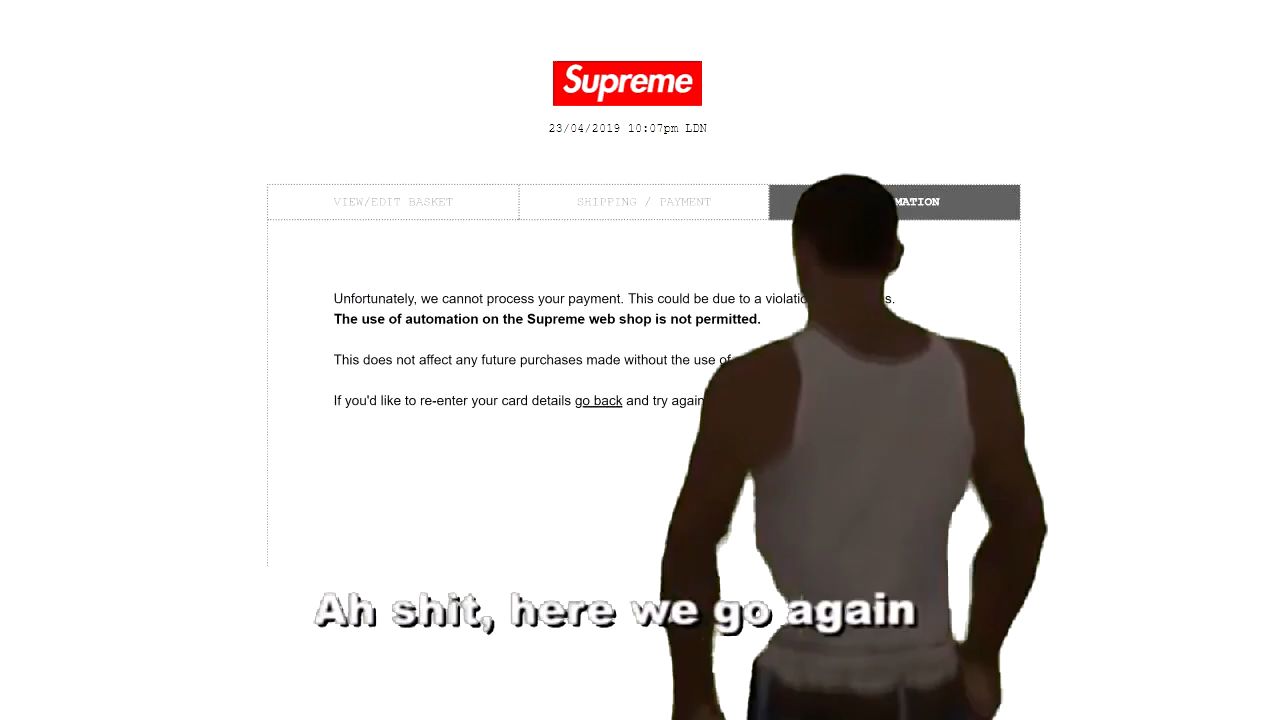 Supreme
23/04/2019 10:07pm LDN
VIEW/EDIT BASKET SHIPPING / PAYMENT MATION
Unfortunately, we cannot process your payment. This could be due to a s.
The use of automation on the Supreme web shop is not permitted.
This does not affect any future purchases made without the use of
If you'd like to re-enter your card details go back and try again
Ah shit, here we go again